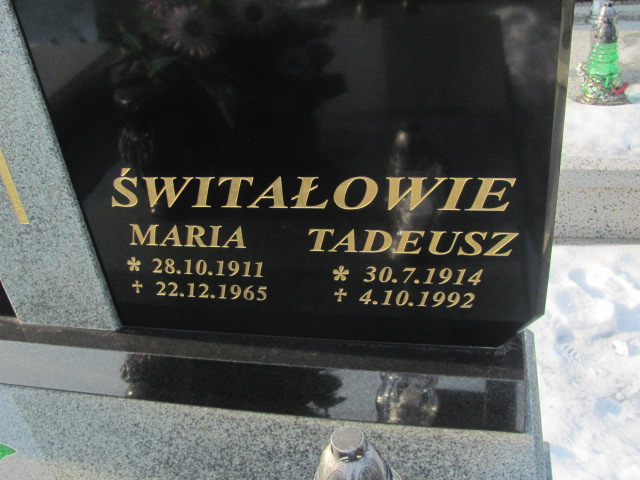 ŚWITAŁOWIE
MARIA TADEUSZ
* 28.10.1911 * 30.7.1914
† 22.12.1965 † 4.10.1992